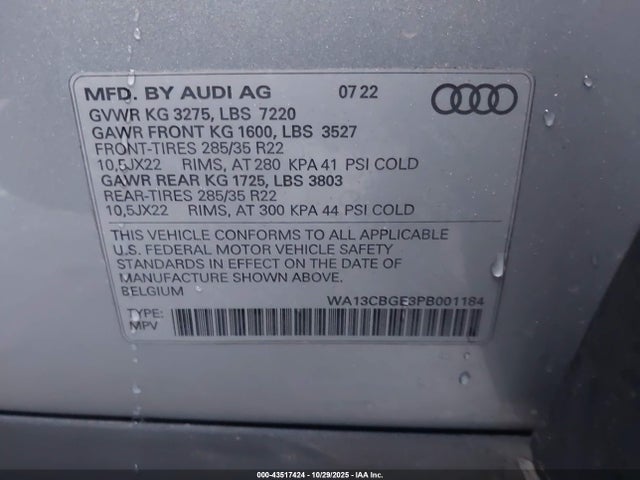 MFD. BY AUDI AG 07 22
GVWR KG 3275, LBS 7220
GAWR FRONT KG 1600, LBS 3527
FRONT-TIRES 285/35 R22
10,5JX22 RIMS, AT 280 KPA 41 PSI COLD
GAWR REAR KG 1725, LBS 3803
REAR-TIRES 285/35 R22
10,5JX22 RIMS, AT 300 KPA 44 PSI COLD
THIS VEHICLE CONFORMS TO ALL APPLICABLE
U.S. FEDERAL MOTOR VEHICLE SAFETY
STANDARDS IN EFFECT ON THE DATE OF
MANUFACTURE SHOWN ABOVE.
BELGIUM
WA13CBGE3PB001184
TYPE:
MPV
000-43517424 - 10/29/2025 - IAA Inc.